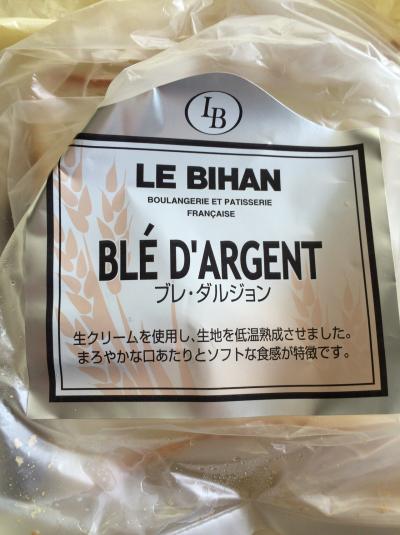 LB
LE BIHAN
BOULANGERIE ET PATISSERIE
FRANÇAISE
BLÉ D'ARGENT
ブレ・ダルジョン
生クリームを使用し、生地を低温熟成させました。
まろやかな口あたりとソフトな食感が特徴です。